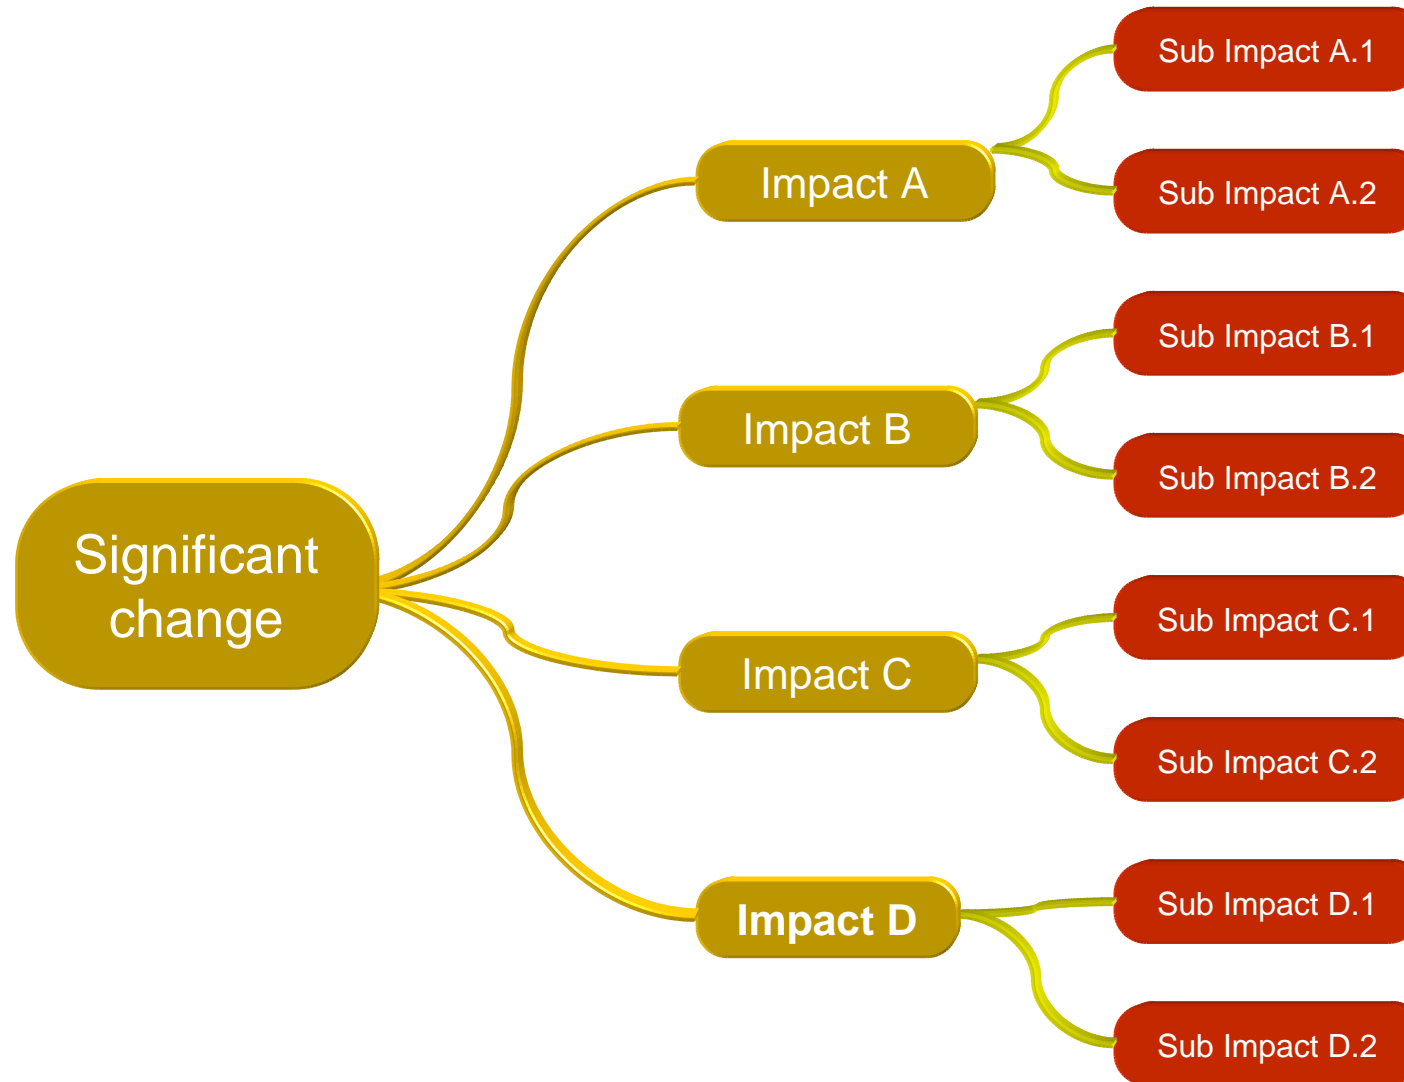 Significant
change
Impact A
Sub Impact A.1
Sub Impact A.2
Impact B
Sub Impact B.1
Sub Impact B.2
Impact C
Sub Impact C.1
Sub Impact C.2
Impact D
Sub Impact D.1
Sub Impact D.2